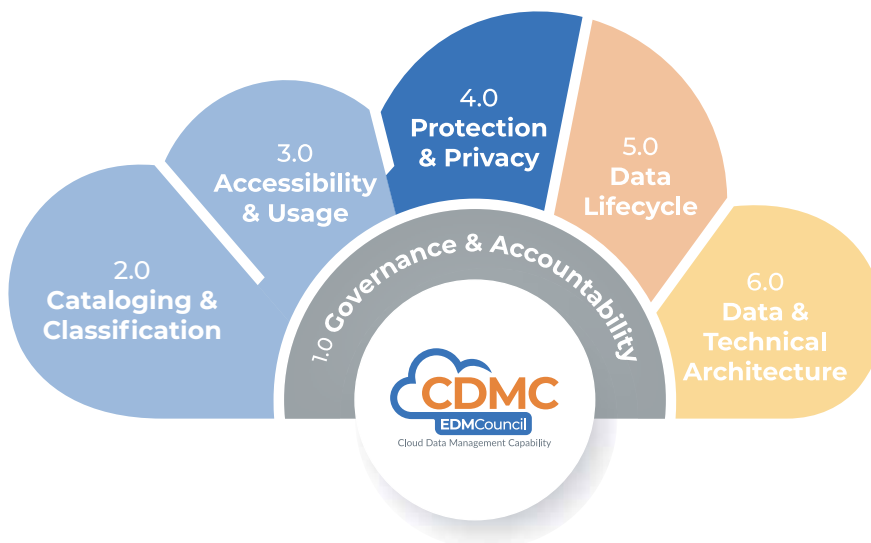 4.0
Protection
& Privacy
3.0
Accessibility
& Usage
5.0
Data
Lifecycle
2.0
Cataloging &
Classification
6.0
Data &
Technical
Architecture
1.0 Governance & Accountability
CDMC
EDMCouncil
Cloud Data Management Capability